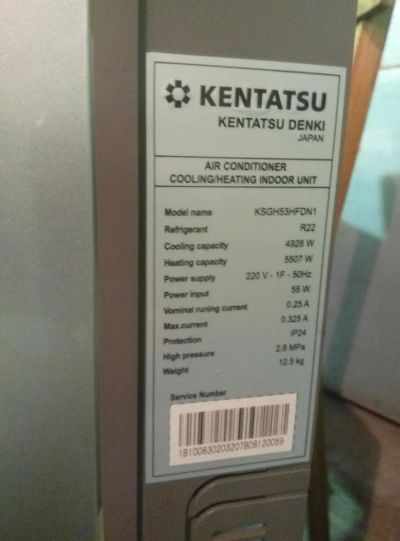 KENTATSU
KENTATSU DENKI
JAPAN
AIR CONDITIONER
COOLING/HEATING INDOOR UNIT
Model name KSGH53HFDN1
Refrigerant R22
Cooling capacity 4928 W
Heating capacity 5507 W
Power supply 220 V - 1F - 50Hz
Power input 55 W
Vominal runing current 0.25 A
Max.current 0.325 A
Protection IP24
High pressure 2.6 MPa
Weight 12.5 kg
Service Number
18100830203207809120059